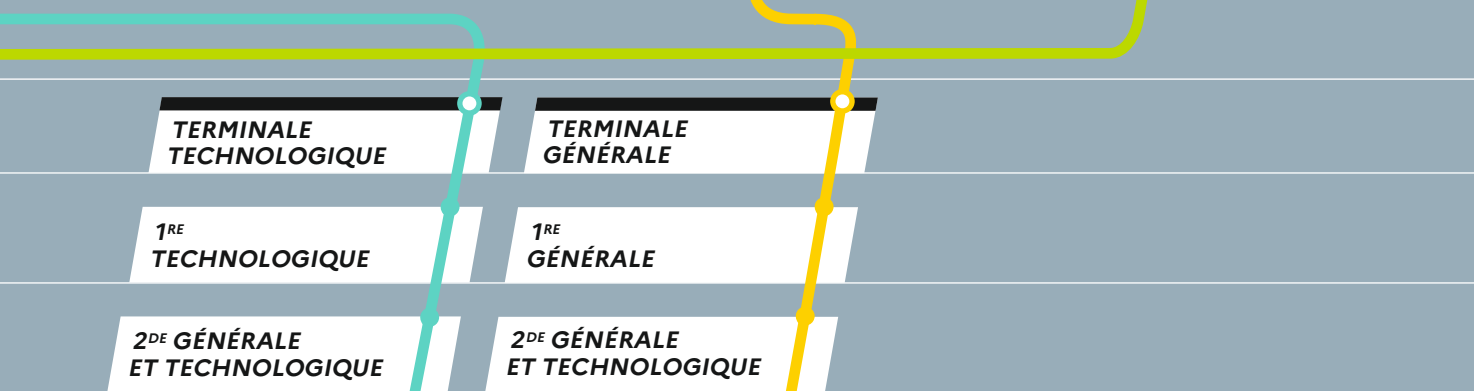 TERMINALE
TECHNOLOGIQUE
TERMINALE
GÉNÉRALE
1RE
TECHNOLOGIQUE
1RE
GÉNÉRALE
2DE GÉNÉRALE
ET TECHNOLOGIQUE
2DE GÉNÉRALE
ET TECHNOLOGIQUE